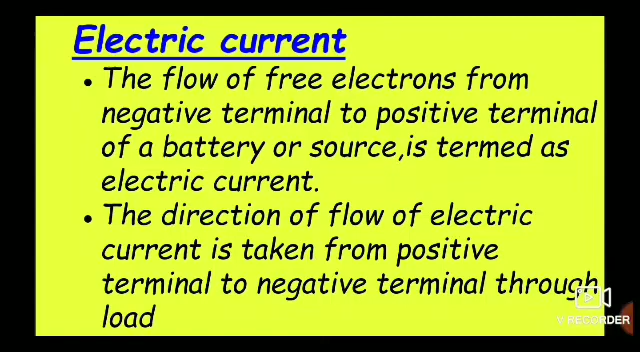 Electric current
• The flow of free electrons from
negative terminal to positive terminal
of a battery or source,is termed as
electric current.
• The direction of flow of electric
current is taken from positive
terminal to negative terminal through
load
V RECORDER